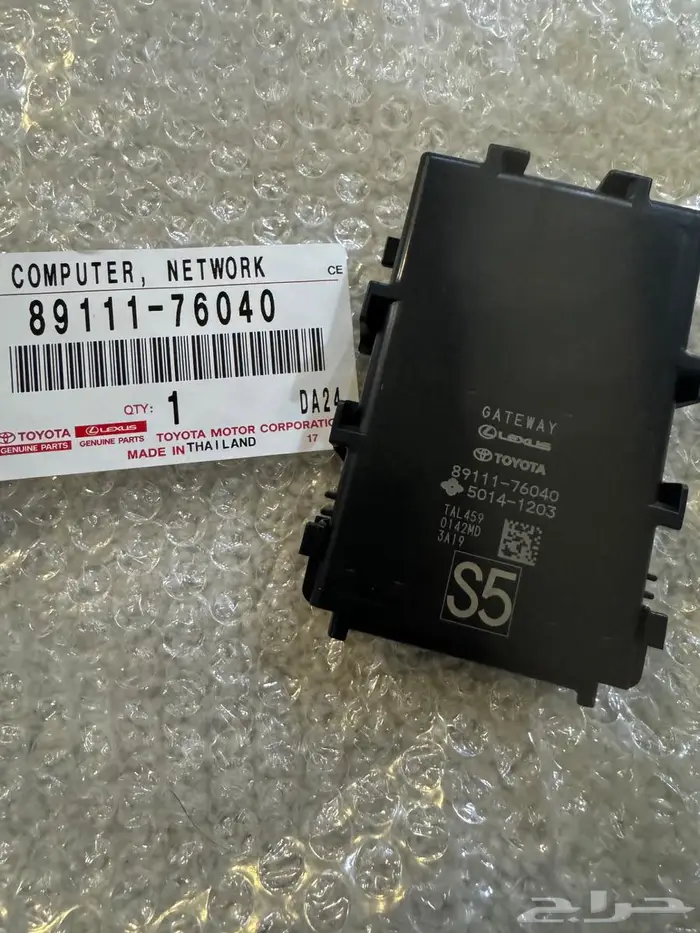 COMPUTER, NETWORK
CE
89111-76040
QTY: 1
DA24
TOYOTA
GENUINE PARTS
LEXUS
GENUINE PARTS
TOYOTA MOTOR CORPORATIO
MADE IN THAILAND
17
GATEWAY
LEXUS
TOYOTA
89111-76040
5014-1203
TAL459
0142MD
3A19
S5
حراج